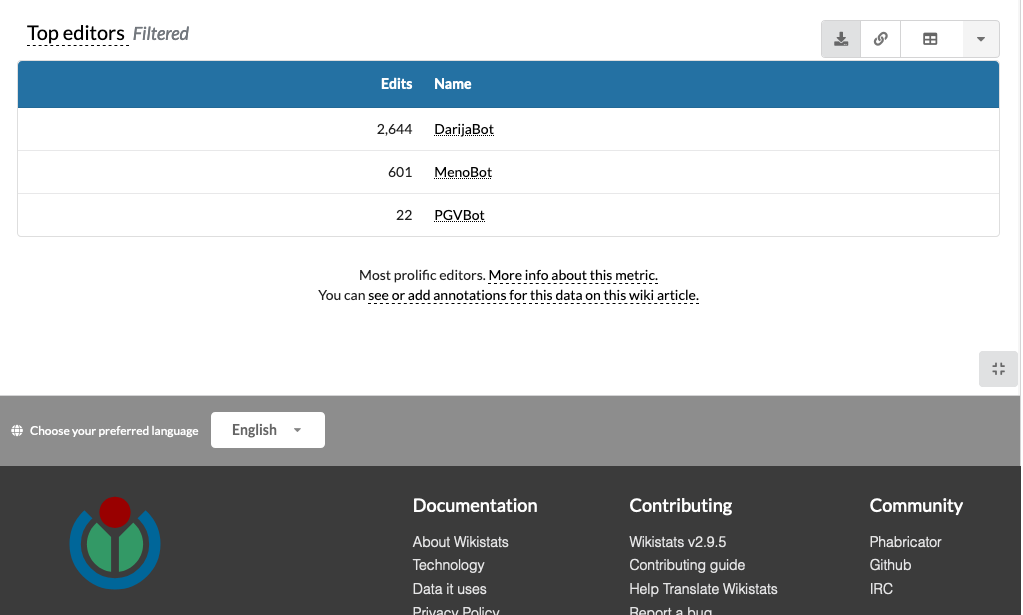 Top editors Filtered
Edits Name
2,644 DarijaBot
601 MenoBot
22 PGVBot
Most prolific editors. More info about this metric.
You can see or add annotations for this data on this wiki article.
Choose your preferred language English
Documentation Contributing Community
About Wikistats Wikistats v2.9.5 Phabricator
Technology Contributing guide Github
Data it uses Help Translate Wikistats IRC
Privacy Policy Report a bug